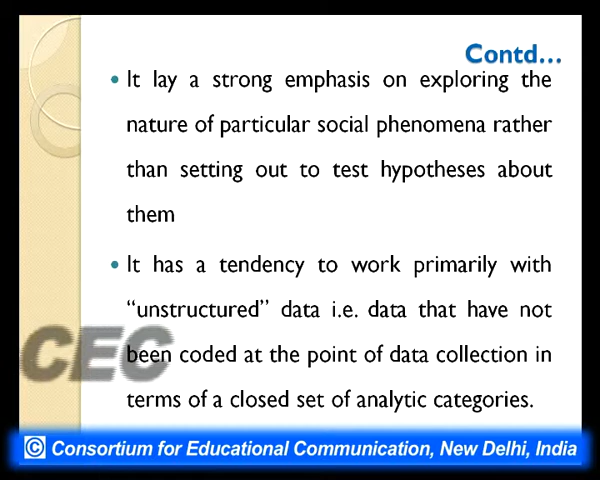 Contd...
• It lay a strong emphasis on exploring the
nature of particular social phenomena rather
than setting out to test hypotheses about
them
• It has a tendency to work primarily with
“unstructured” data i.e. data that have not
been coded at the point of data collection in
terms of a closed set of analytic categories.
CEC
© Consortium for Educational Communication, New Delhi, India